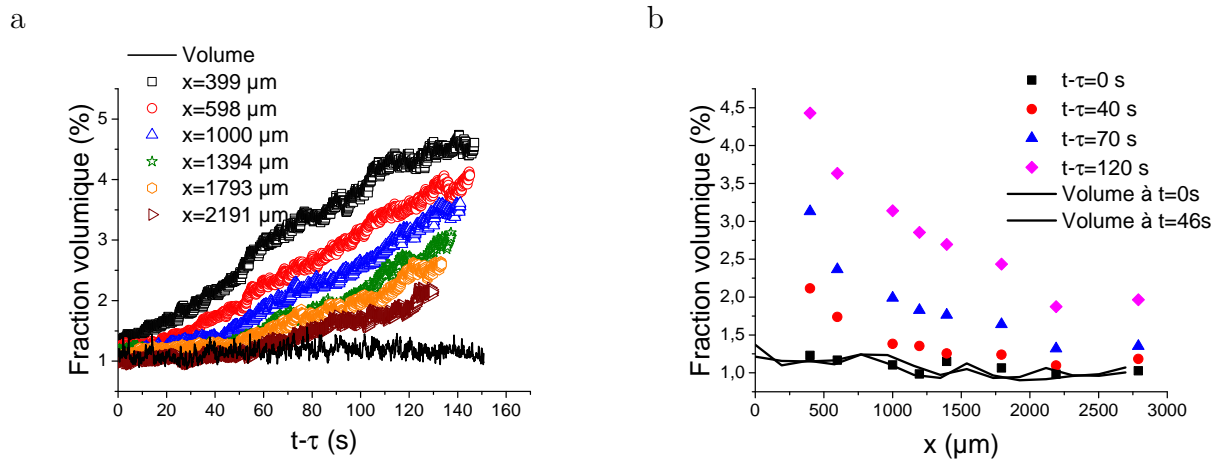 a
Volume
x=399 µm
x=598 µm
x=1000 µm
x=1394 µm
x=1793 µm
x=2191 µm
Fraction volumique (%)
5
4
3
2
1
0 20 40 60 80 100 120 140 160
t-τ (s)
b
t-τ=0 s
t-τ=40 s
t-τ=70 s
t-τ=120 s
Volume à t=0s
Volume à t=46s
Fraction volumique (%)
4,5
4,0
3,5
3,0
2,5
2,0
1,5
1,0
0 500 1000 1500 2000 2500 3000
x (µm)